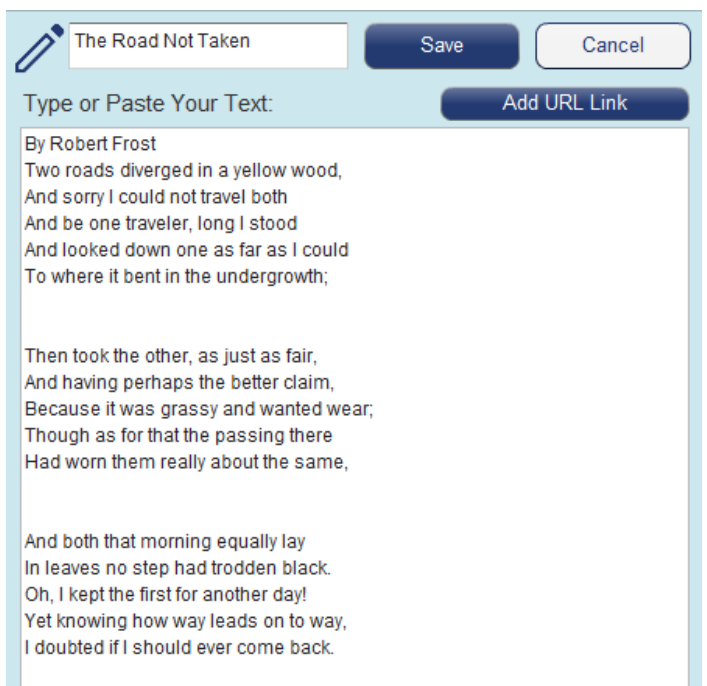 The Road Not Taken
Save
Cancel
Type or Paste Your Text:
Add URL Link
By Robert Frost
Two roads diverged in a yellow wood,
And sorry I could not travel both
And be one traveler, long I stood
And looked down one as far as I could
To where it bent in the undergrowth;
Then took the other, as just as fair,
And having perhaps the better claim,
Because it was grassy and wanted wear;
Though as for that the passing there
Had worn them really about the same,
And both that morning equally lay
In leaves no step had trodden black.
Oh, I kept the first for another day!
Yet knowing how way leads on to way,
I doubted if I should ever come back.